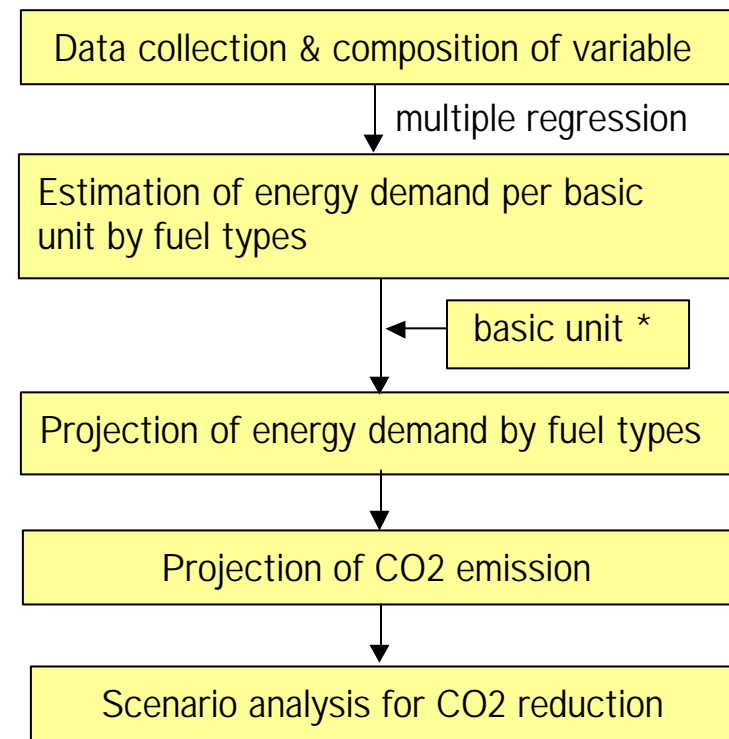 Data collection & composition of variable
multiple regression
Estimation of energy demand per basic
unit by fuel types
basic unit *
Projection of energy demand by fuel types
Projection of CO2 emission
Scenario analysis for CO2 reduction